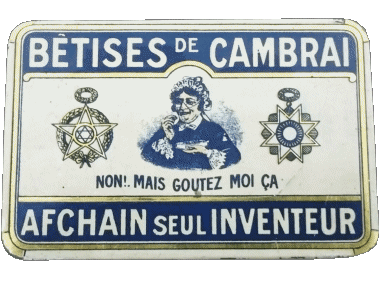 BÊTISES DE CAMBRAI
NON!. MAIS GOUTEZ MOI ÇA
AFCHAIN SEUL INVENTEUR